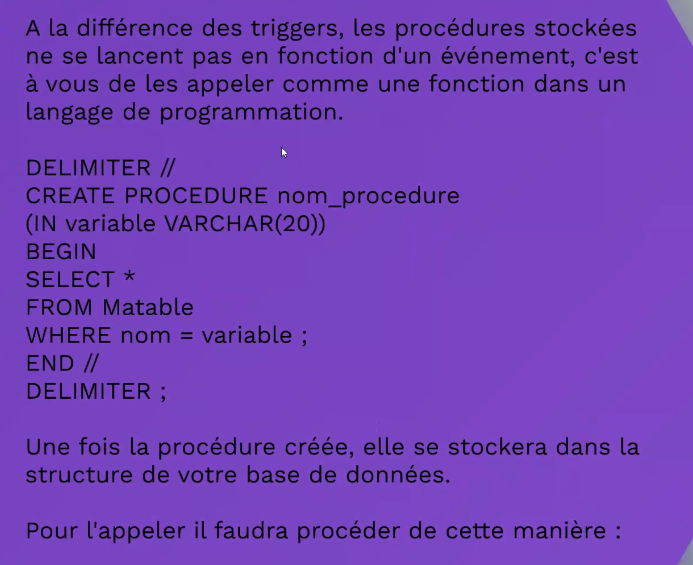 A la différence des triggers, les procédures stockées
ne se lancent pas en fonction d'un événement, c'est
à vous de les appeler comme une fonction dans un
langage de programmation.
DELIMITER //
CREATE PROCEDURE nom_procedure
(IN variable VARCHAR(20))
BEGIN
SELECT *
FROM Matable
WHERE nom = variable ;
END //
DELIMITER ;
Une fois la procédure créée, elle se stockera dans la
structure de votre base de données.
Pour l'appeler il faudra procéder de cette manière :